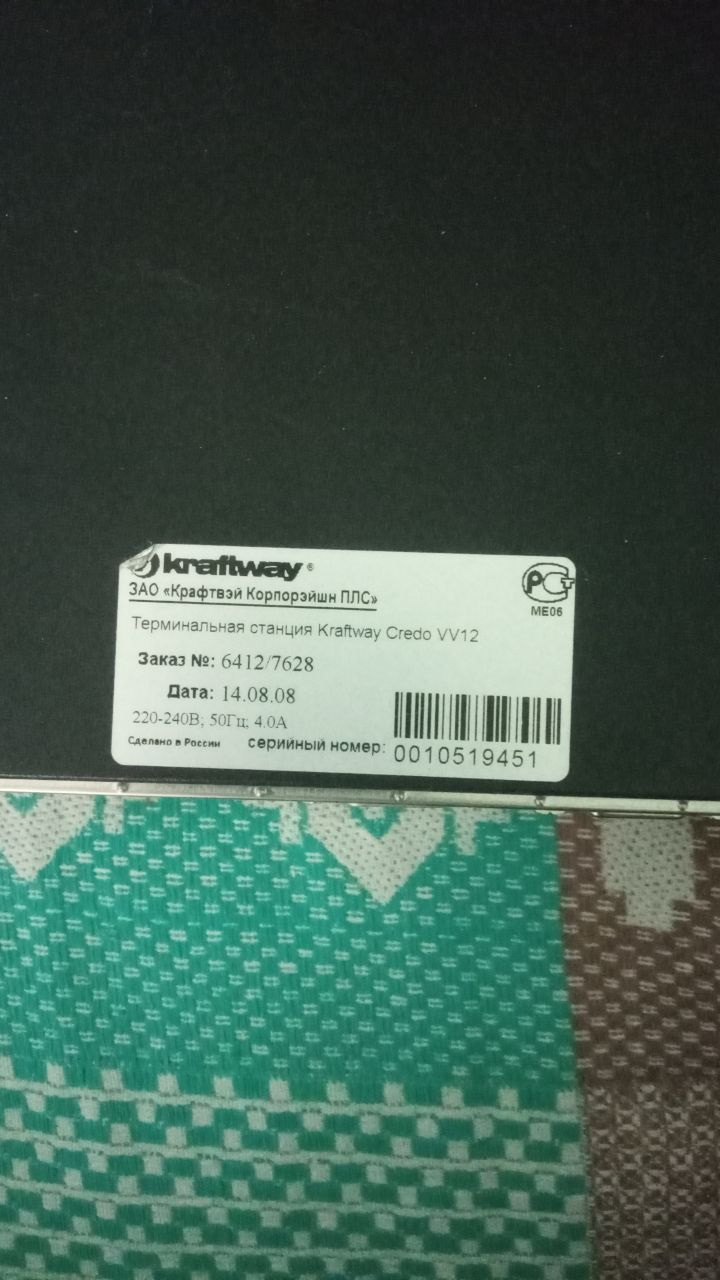 kraftway®
ЗАО «Крафтвэй Корпорэйшн ПЛС»
РСТ
МЕ06
Терминальная станция Kraftway Credo VV12
Заказ №: 6412/7628
Дата: 14.08.08
220-240В; 50Гц; 4.0А
Сделано в России
серийный номер: 0010519451